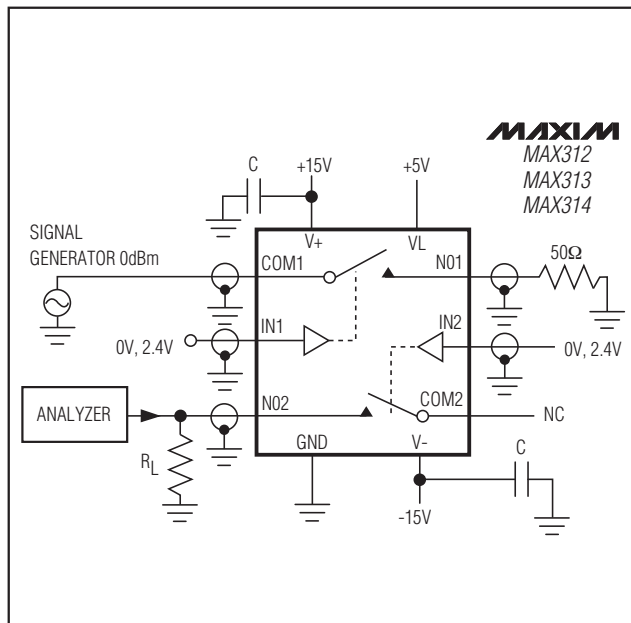 MAXIM
MAX312
MAX313
MAX314
C
+15V
+5V
V+
VL
SIGNAL
GENERATOR 0dBm
COM1
N01
50Ω
IN1
IN2
0V, 2.4V
0V, 2.4V
ANALYZER
N02
COM2
NC
RL
GND
V-
C
-15V